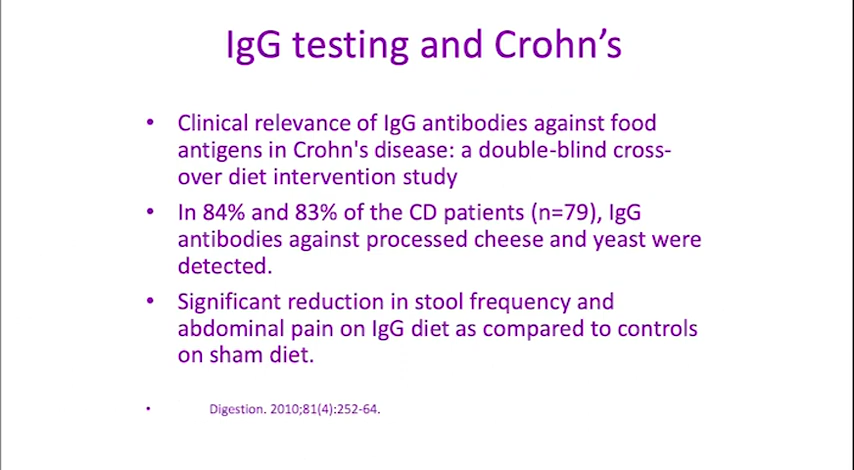 IgG testing and Crohn’s
• Clinical relevance of IgG antibodies against food
antigens in Crohn's disease: a double-blind cross-
over diet intervention study
• In 84% and 83% of the CD patients (n=79), IgG
antibodies against processed cheese and yeast were
detected.
• Significant reduction in stool frequency and
abdominal pain on IgG diet as compared to controls
on sham diet.
• Digestion. 2010;81(4):252-64.